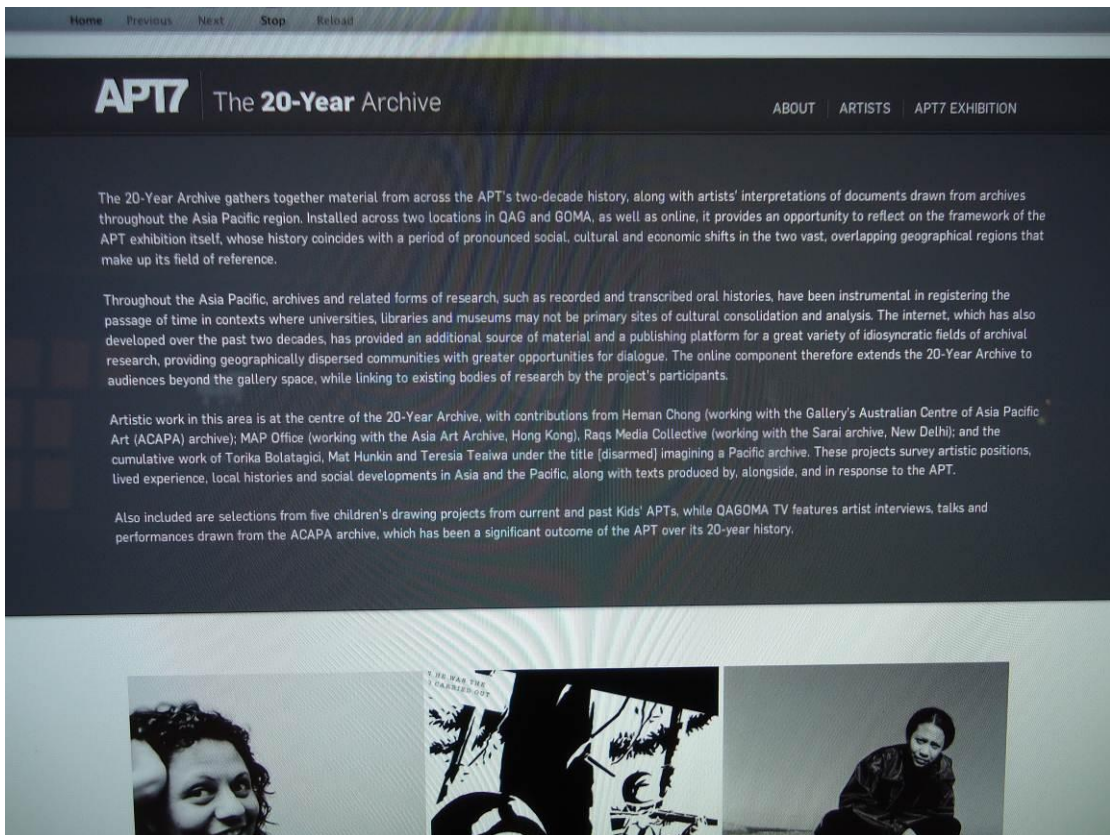 Home Previous Next Stop Reload
APT7 The 20-Year Archive
ABOUT ARTISTS APT7 EXHIBITION
The 20-Year Archive gathers together material from across the APT's two-decade history, along with artists' interpretations of documents drawn from archives
throughout the Asia Pacific region. Installed across two locations in QAG and GOMA, as well as online, it provides an opportunity to reflect on the framework of the
APT exhibition itself, whose history coincides with a period of pronounced social, cultural and economic shifts in the two vast, overlapping geographical regions that
make up its field of reference.
Throughout the Asia Pacific, archives and related forms of research, such as recorded and transcribed oral histories, have been instrumental in registering the
passage of time in contexts where universities, libraries and museums may not be primary sites of cultural consolidation and analysis. The internet, which has also
developed over the past two decades, has provided an additional source of material and a publishing platform for a great variety of idiosyncratic fields of archival
research, providing geographically dispersed communities with greater opportunities for dialogue. The online component therefore extends the 20-Year Archive to
audiences beyond the gallery space, while linking to existing bodies of research by the project's participants.
Artistic work in this area is at the centre of the 20-Year Archive, with contributions from Heman Chong (working with the Gallery's Australian Centre of Asia Pacific
Art (ACAPA) archive); MAP Office (working with the Asia Art Archive, Hong Kong), Raqs Media Collective (working with the Sarai archive, New Delhi); and the
cumulative work of Torika Bolatagici, Mat Hunkin and Teresia Teaiwa under the title [disarmed] imagining a Pacific archive. These projects survey artistic positions,
lived experience, local histories and social developments in Asia and the Pacific, along with texts produced by, alongside, and in response to the APT.
Also included are selections from five children's drawing projects from current and past Kids' APTs, while QAGOMA TV features artist interviews, talks and
performances drawn from the ACAPA archive, which has been a significant outcome of the APT over its 20-year history.
HE WAS THE
CARRIED OUT